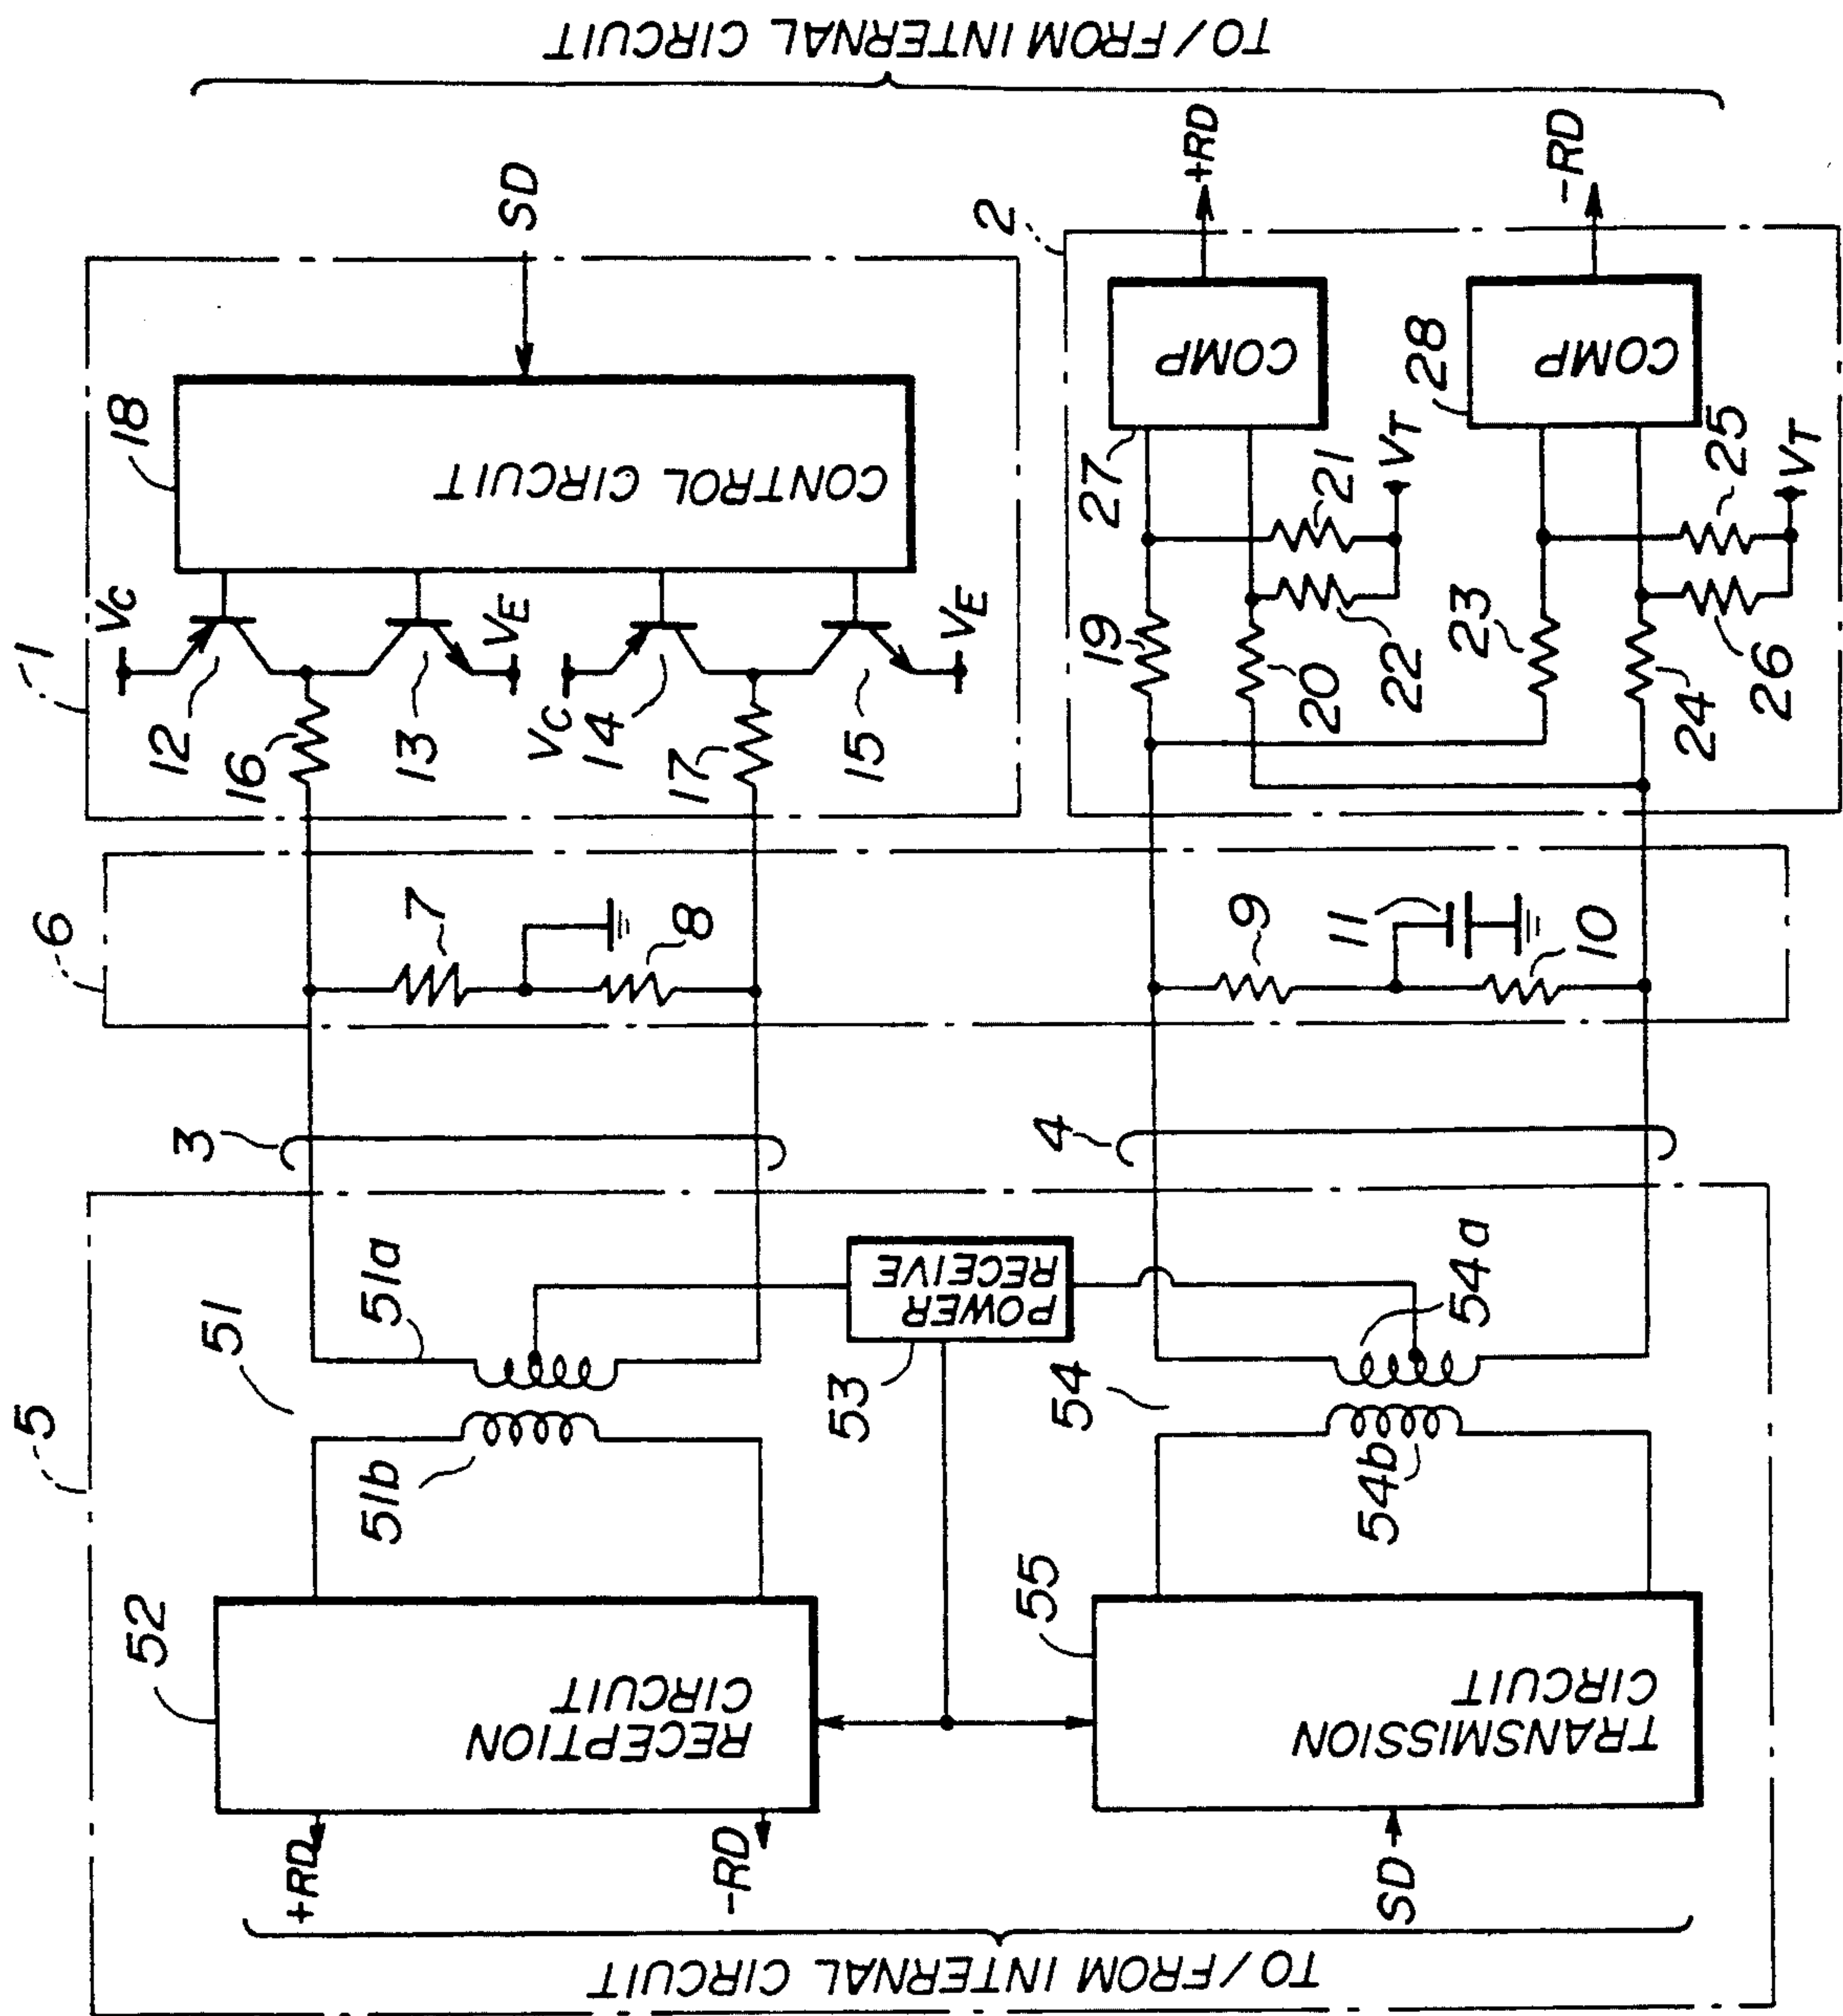 TO/FROM INTERNAL CIRCUIT
+RD
-RD
SD
5
52
RECEPTION
CIRCUIT
55
TRANSMISSION
CIRCUIT
51
51b
51a
53
POWER
RECEIVE
54
54b
54a
3
4
6
7
8
9
11
10
1
VC
12
16
13
VE
VC
14
17
15
VE
18
CONTROL CIRCUIT
SD
2
19
20
21
22
VT
27
COMP
+RD
23
24
25
26
VT
28
COMP
-RD
TO/FROM INTERNAL CIRCUIT